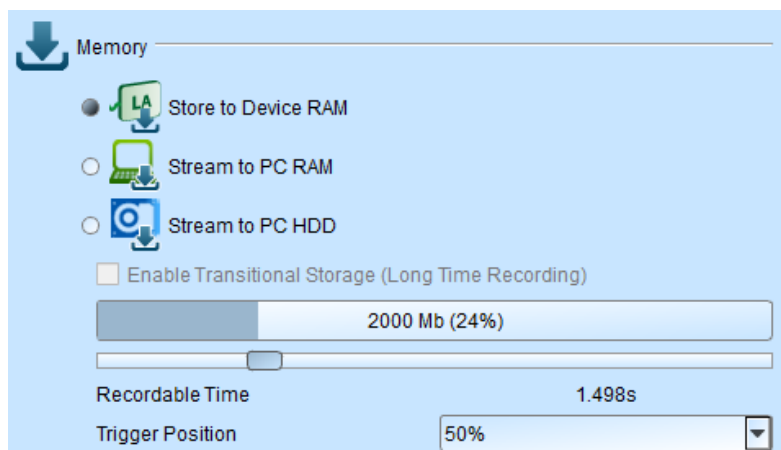 Memory
LA
Store to Device RAM
Stream to PC RAM
Stream to PC HDD
Enable Transitional Storage (Long Time Recording)
2000 Mb (24%)
Recordable Time 1.498s
Trigger Position 50%